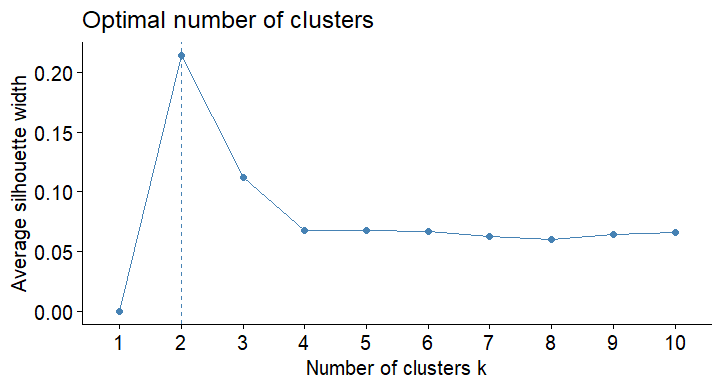 Optimal number of clusters
Average silhouette width
0.20
0.15
0.10
0.05
0.00
1 2 3 4 5 6 7 8 9 10
Number of clusters k